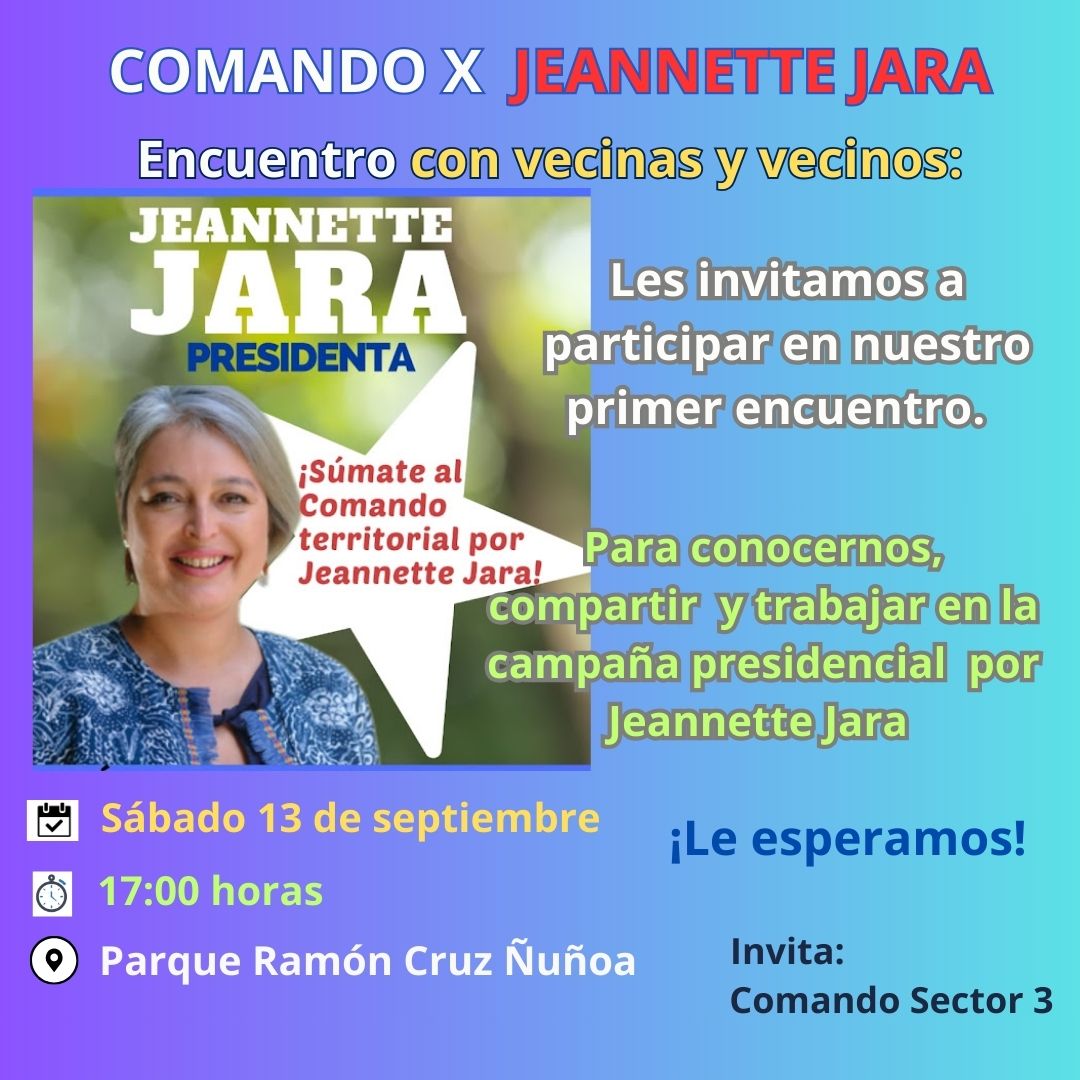 COMANDO X JEANNETTE JARA
Encuentro con vecinas y vecinos:
JEANNETTE
JARA
PRESIDENTA
¡Súmate al
Comando
territorial por
Jeannette Jara!
Les invitamos a
participar en nuestro
primer encuentro.
Para conocernos,
compartir y trabajar en la
campaña presidencial por
Jeannette Jara
Sábado 13 de septiembre
17:00 horas
Parque Ramón Cruz Ñuñoa
¡Le esperamos!
Invita:
Comando Sector 3